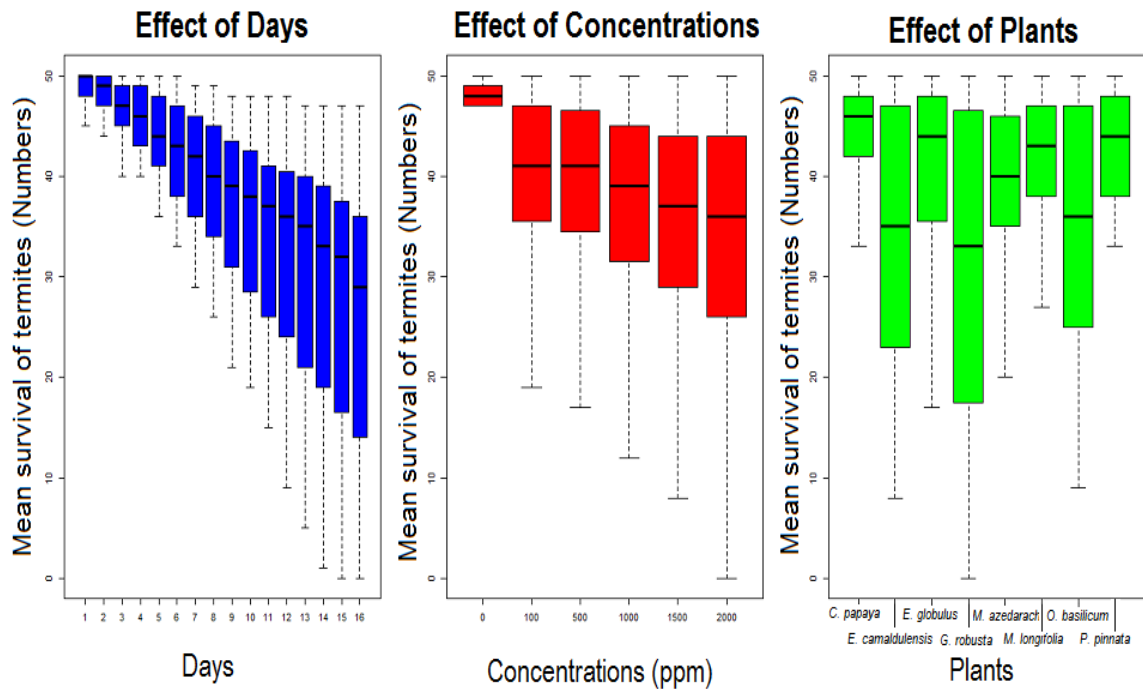 Effect of Days
Mean survival of termites (Numbers)
50
40
30
20
10
0
1 2 3 4 5 6 7 8 9 10 11 12 13 14 15 16
Days
Effect of Concentrations
Mean survival of termites (Numbers)
50
40
30
20
10
0
0 100 500 1000 1500 2000
Concentrations (ppm)
Effect of Plants
Mean survival of termites (Numbers)
50
40
30
20
10
0
C. papaya E. globulus M. azedarach O. basilicum
E. camaldulensis G. robusta M. longifolia P. pinnata
Plants